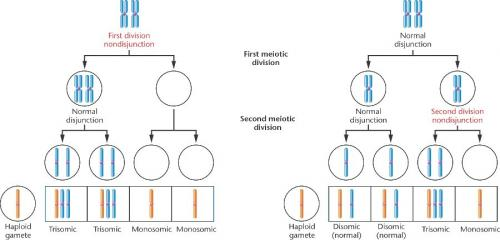 First division
nondisjunction
First meiotic
division
Normal
disjunction
Normal
disjunction
Second meiotic
division
Normal
disjunction
Second division
nondisjunction
Haploid
gamete
Trisomic
Trisomic
Monosomic
Monosomic
Haploid
gamete
Disomic
(normal)
Disomic
(normal)
Trisomic
Monosomic